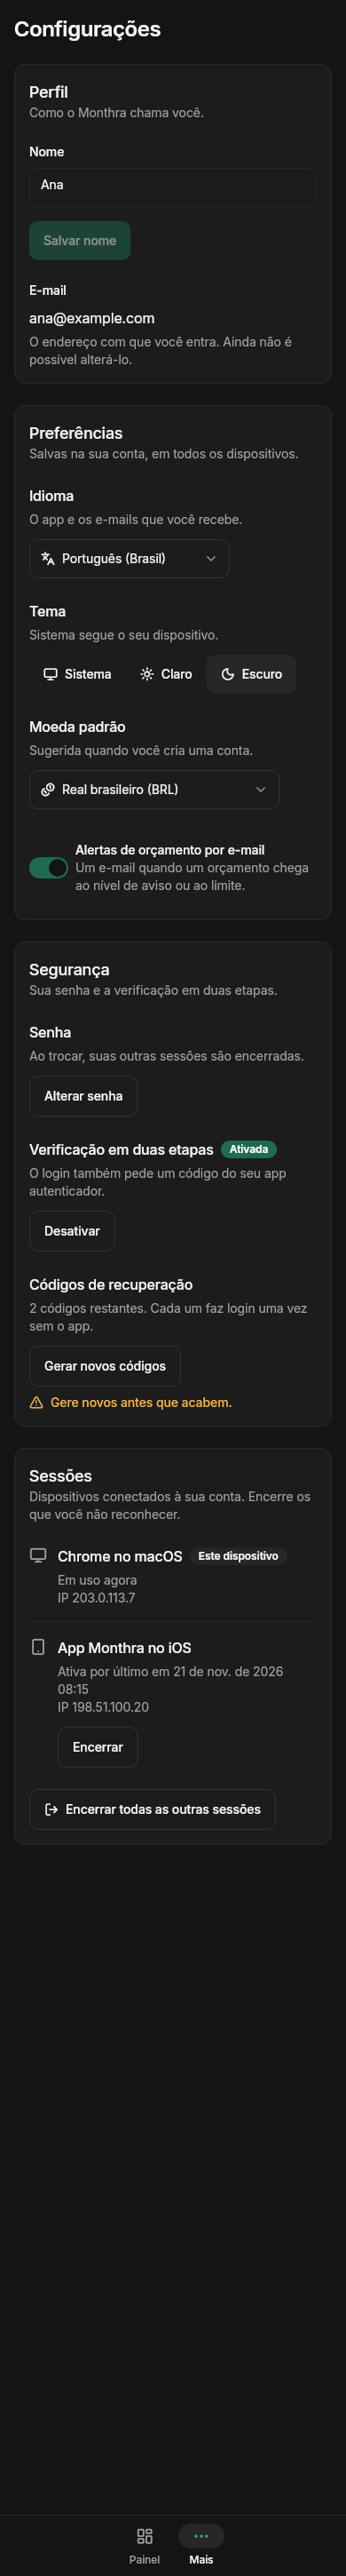 Configurações
Perfil
Como o Monthra chama você.
Nome
Ana
Salvar nome
E-mail
ana@example.com
O endereço com que você entra. Ainda não é
possível alterá-lo.
Preferências
Salvas na sua conta, em todos os dispositivos.
Idioma
O app e os e-mails que você recebe.
Português (Brasil)
Tema
Sistema segue o seu dispositivo.
Sistema Claro Escuro
Moeda padrão
Sugerida quando você cria uma conta.
Real brasileiro (BRL)
Alertas de orçamento por e-mail
Um e-mail quando um orçamento chega
ao nível de aviso ou ao limite.
Segurança
Sua senha e a verificação em duas etapas.
Senha
Ao trocar, suas outras sessões são encerradas.
Alterar senha
Verificação em duas etapas Ativada
O login também pede um código do seu app
autenticador.
Desativar
Códigos de recuperação
2 códigos restantes. Cada um faz login uma vez
sem o app.
Gerar novos códigos
Gere novos antes que acabem.
Sessões
Dispositivos conectados à sua conta. Encerre os
que você não reconhecer.
Chrome no macOS Este dispositivo
Em uso agora
IP 203.0.113.7
App Monthra no iOS
Ativa por último em 21 de nov. de 2026
08:15
IP 198.51.100.20
Encerrar
Encerrar todas as outras sessões
Painel Mais